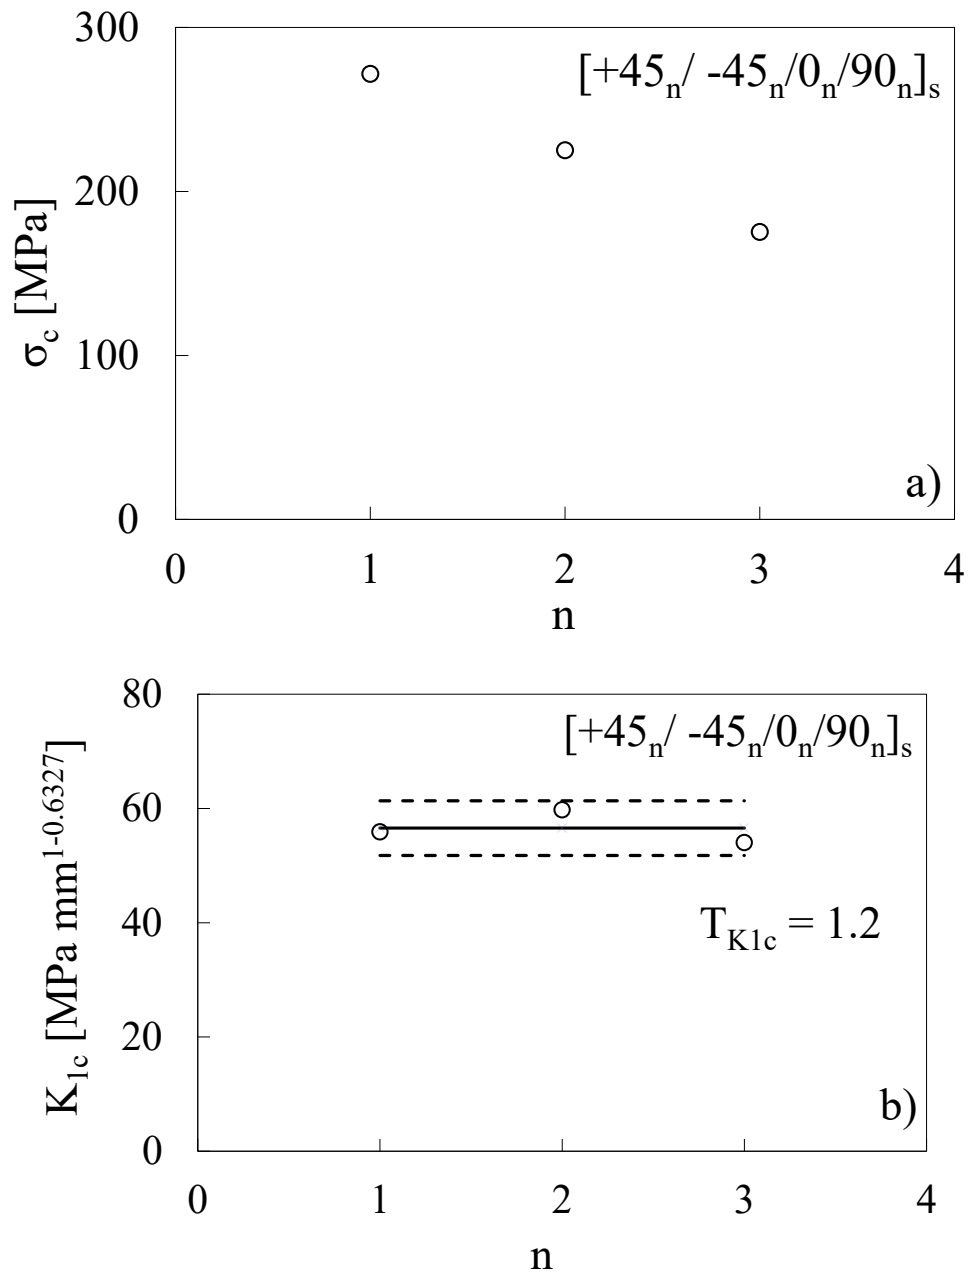 300
[+45n/ -45n/0n/90n]s
200
σc [MPa]
100
a)
0
0 1 2 3 4
n
80
[+45n/ -45n/0n/90n]s
60
K1c [MPa mm1-0.6327]
40
TK1c = 1.2
20
b)
0
0 1 2 3 4
n